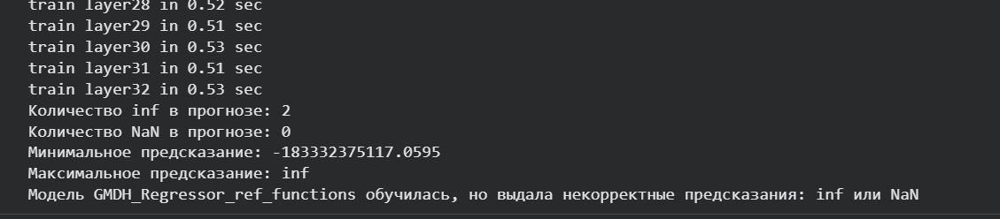 train layer28 in 0.52 sec
train layer29 in 0.51 sec
train layer30 in 0.53 sec
train layer31 in 0.51 sec
train layer32 in 0.53 sec
Количество inf в прогнозе: 2
Количество NaN в прогнозе: 0
Минимальное предсказание: -183332375117.0595
Максимальное предсказание: inf
Модель GMDH_Regressor_ref_functions обучилась, но выдала некорректные предсказания: inf или NaN